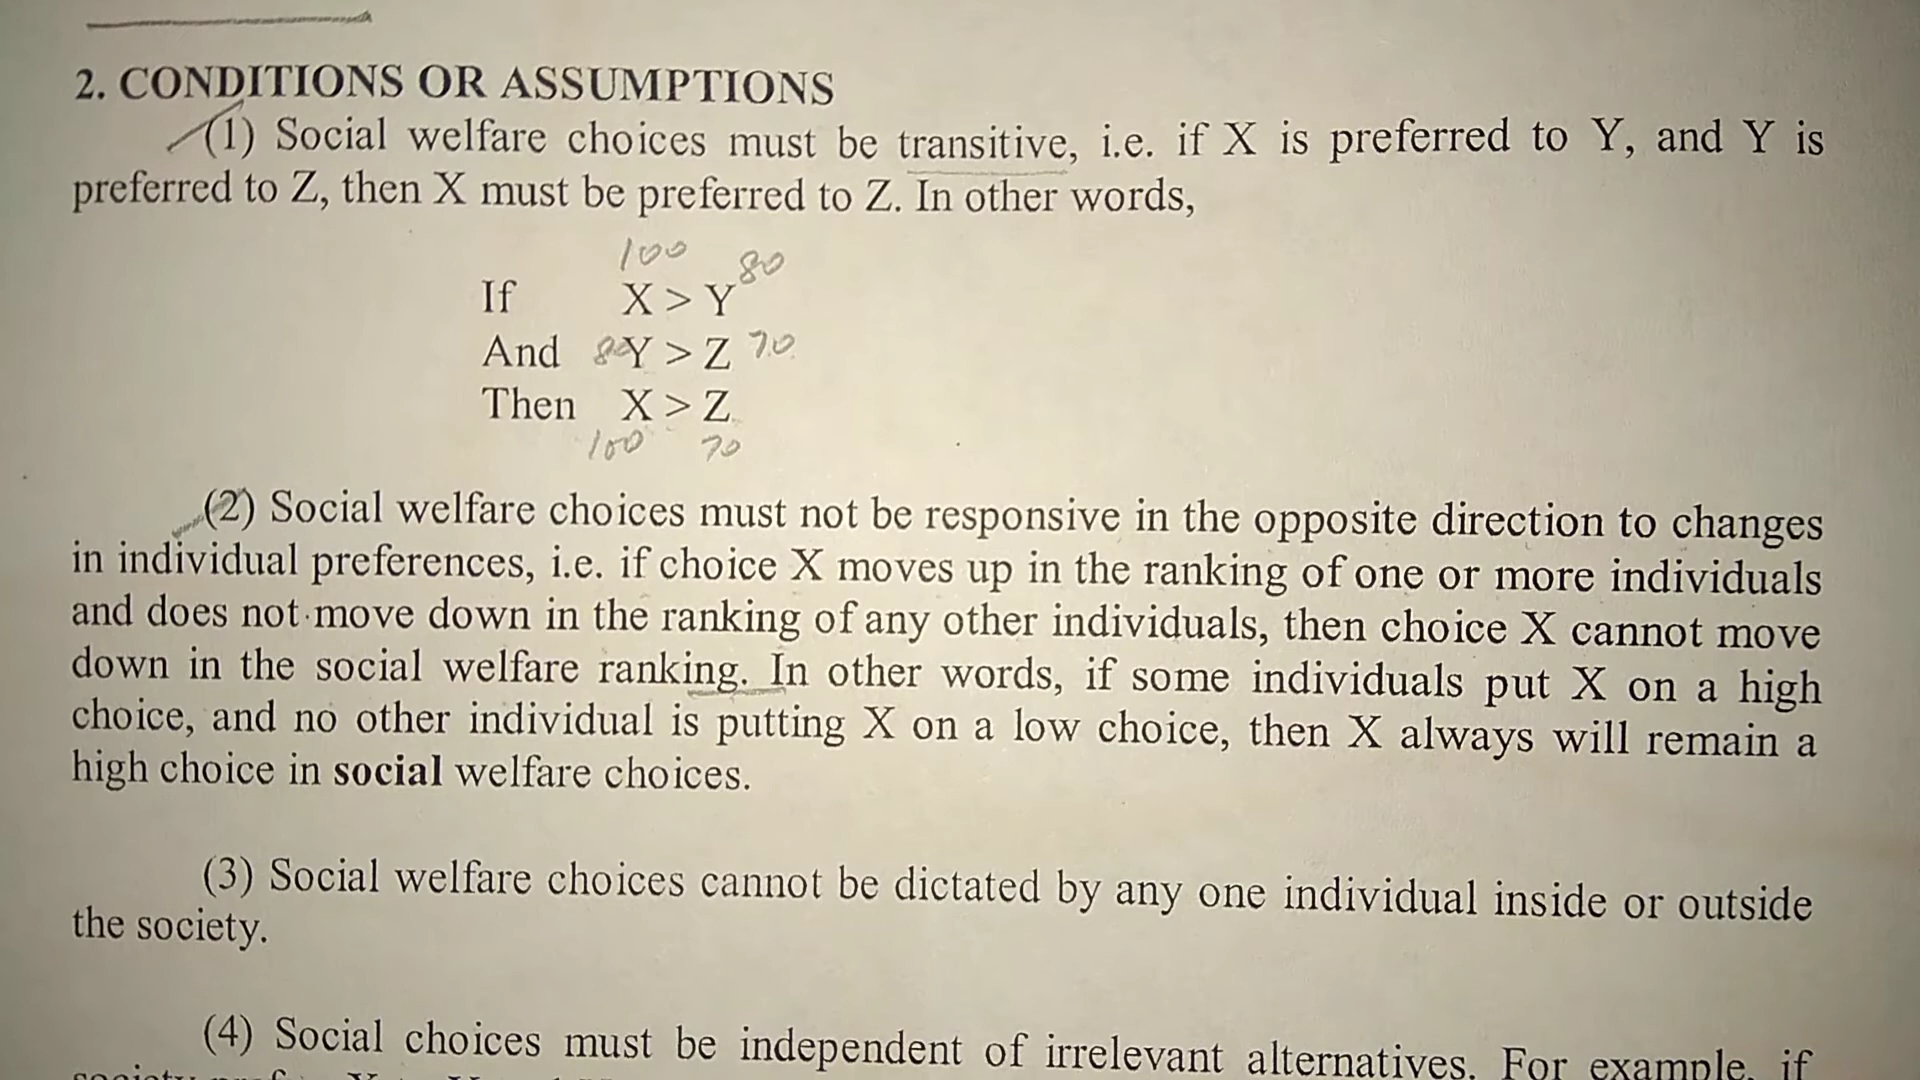 2. CONDITIONS OR ASSUMPTIONS
(1) Social welfare choices must be transitive, i.e. if X is preferred to Y, and Y is
preferred to Z, then X must be preferred to Z. In other words,
100 80
If X > Y
And 80 Y > Z 70
Then X > Z
100 70
(2) Social welfare choices must not be responsive in the opposite direction to changes
in individual preferences, i.e. if choice X moves up in the ranking of one or more individuals
and does not move down in the ranking of any other individuals, then choice X cannot move
down in the social welfare ranking. In other words, if some individuals put X on a high
choice, and no other individual is putting X on a low choice, then X always will remain a
high choice in social welfare choices.
(3) Social welfare choices cannot be dictated by any one individual inside or outside
the society.
(4) Social choices must be independent of irrelevant alternatives. For example, if